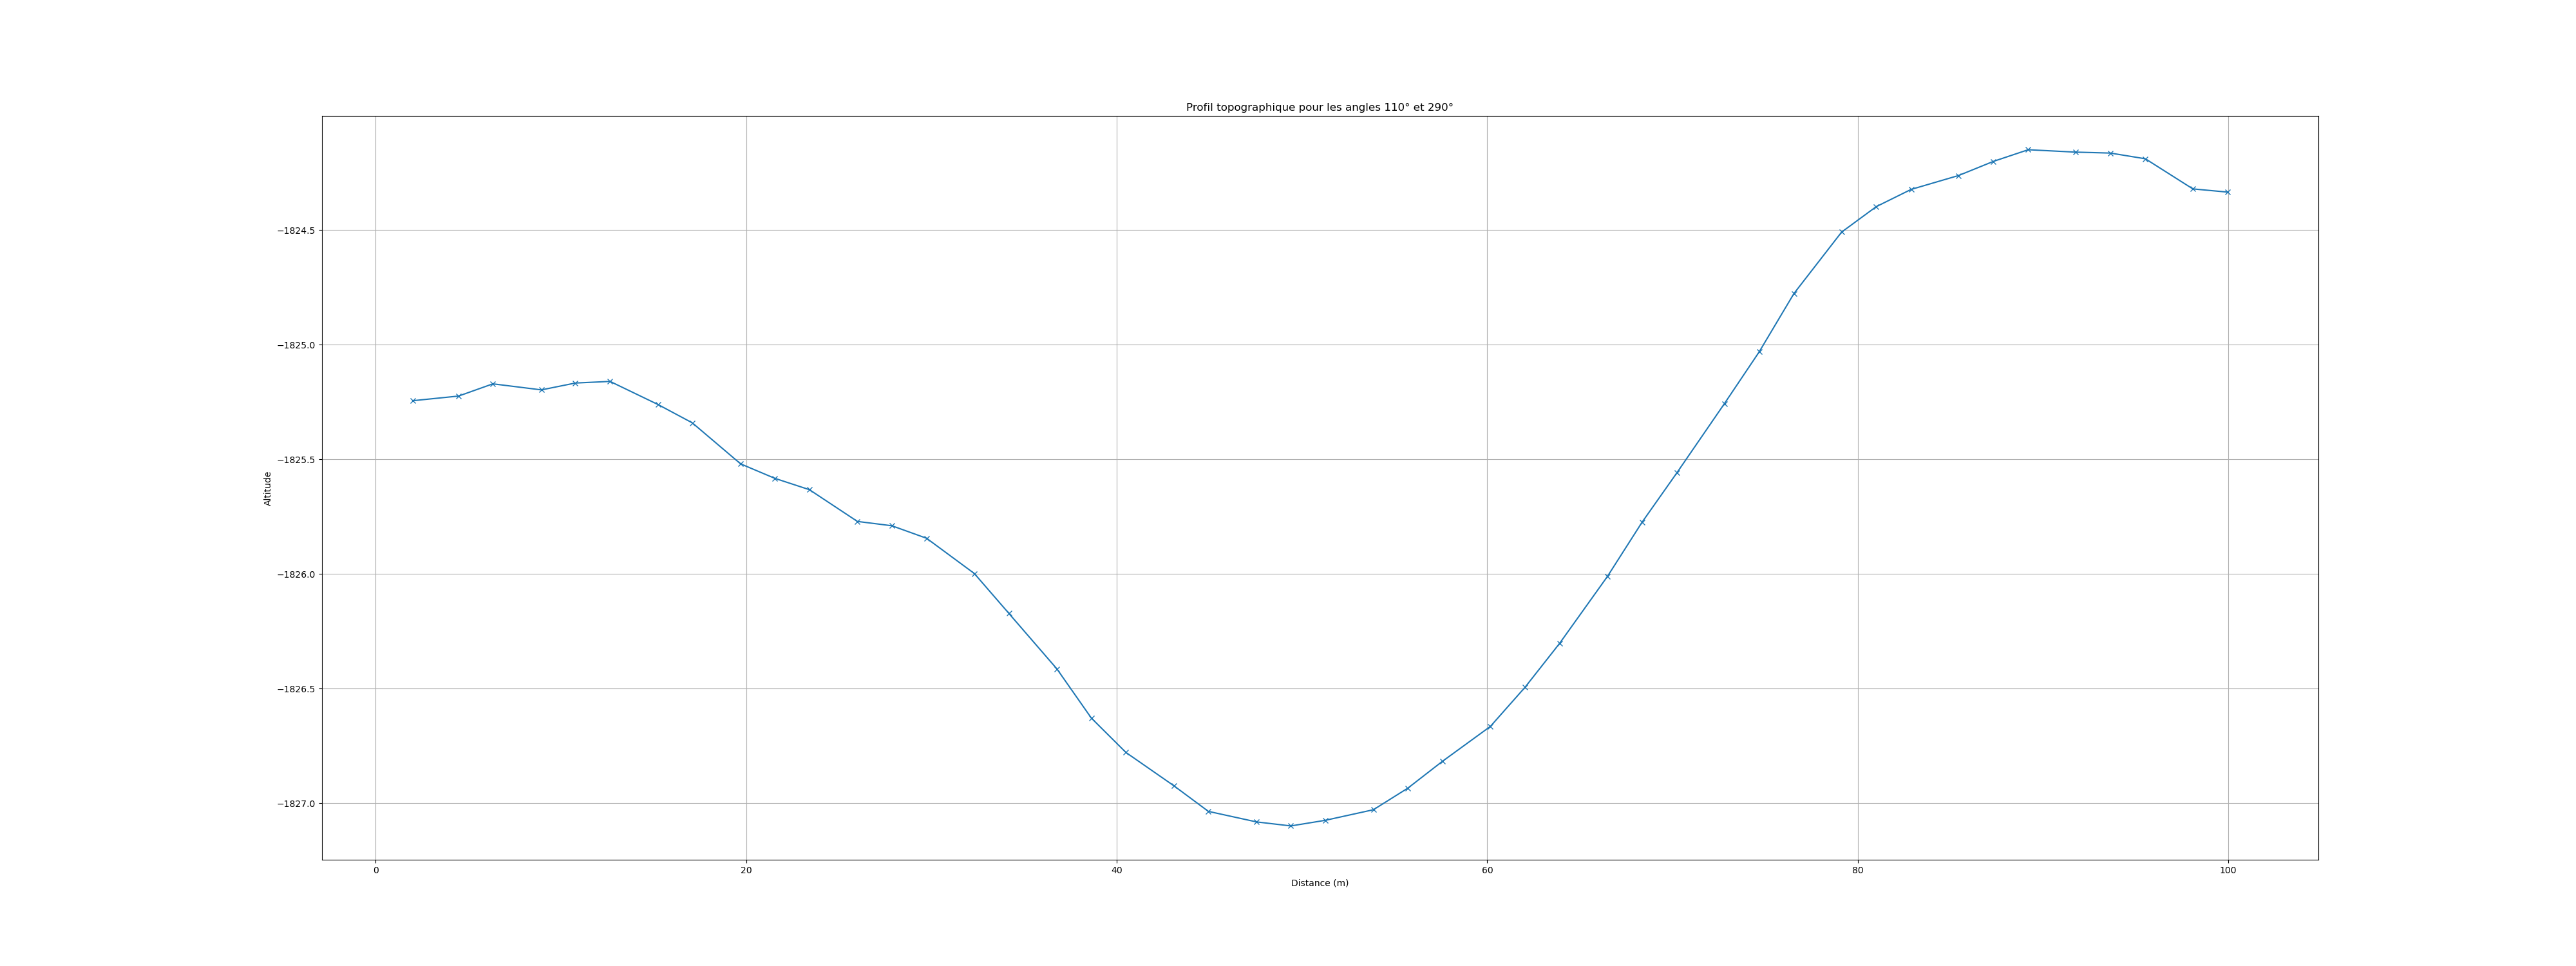 Profil topographique pour les angles 110° et 290°
−1824.5
−1825.0
−1825.5
−1826.0
−1826.5
−1827.0
Altitude
0 20 40 60 80 100
Distance (m)